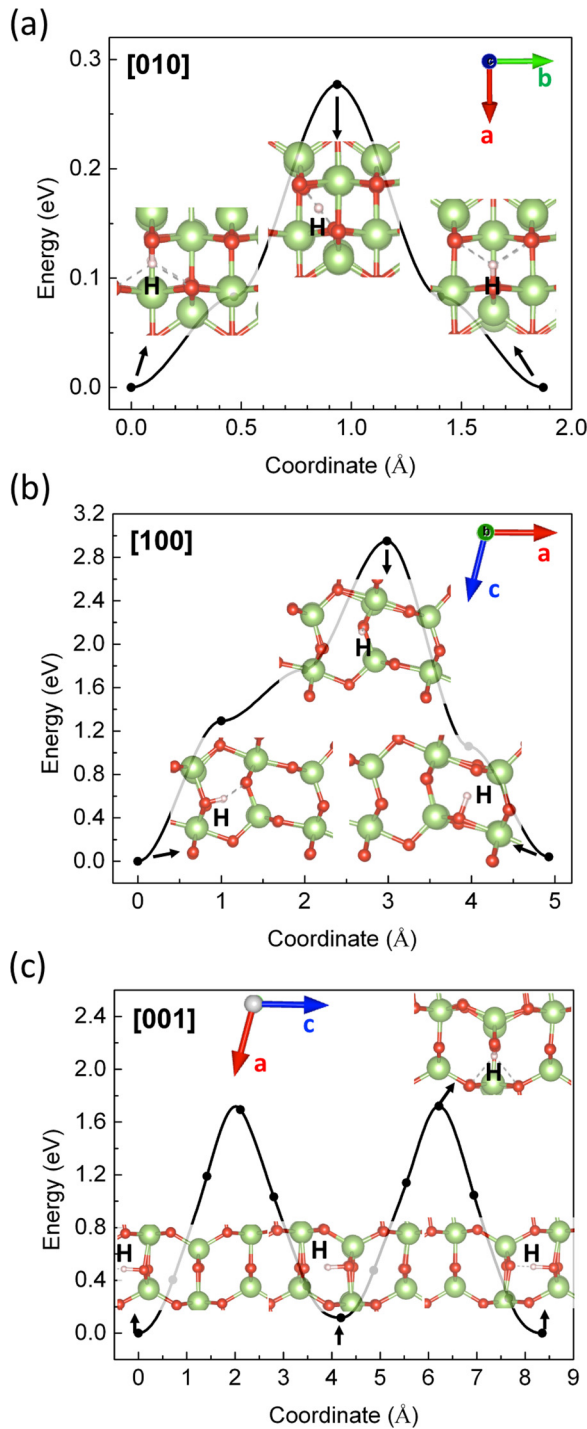 (a)
[010]
b
a
0.3
0.2
0.1
0.0
Energy (eV)
H
H
H
0.0 0.5 1.0 1.5 2.0
Coordinate (Å)
(b)
[100]
b
a
c
3.2
2.8
2.4
2.0
1.6
1.2
0.8
0.4
0.0
Energy (eV)
H
H
H
0 1 2 3 4 5
Coordinate (Å)
(c)
[001]
c
a
2.4
2.0
1.6
1.2
0.8
0.4
0.0
Energy (eV)
H
H
H
H
0 1 2 3 4 5 6 7 8 9
Coordinate (Å)